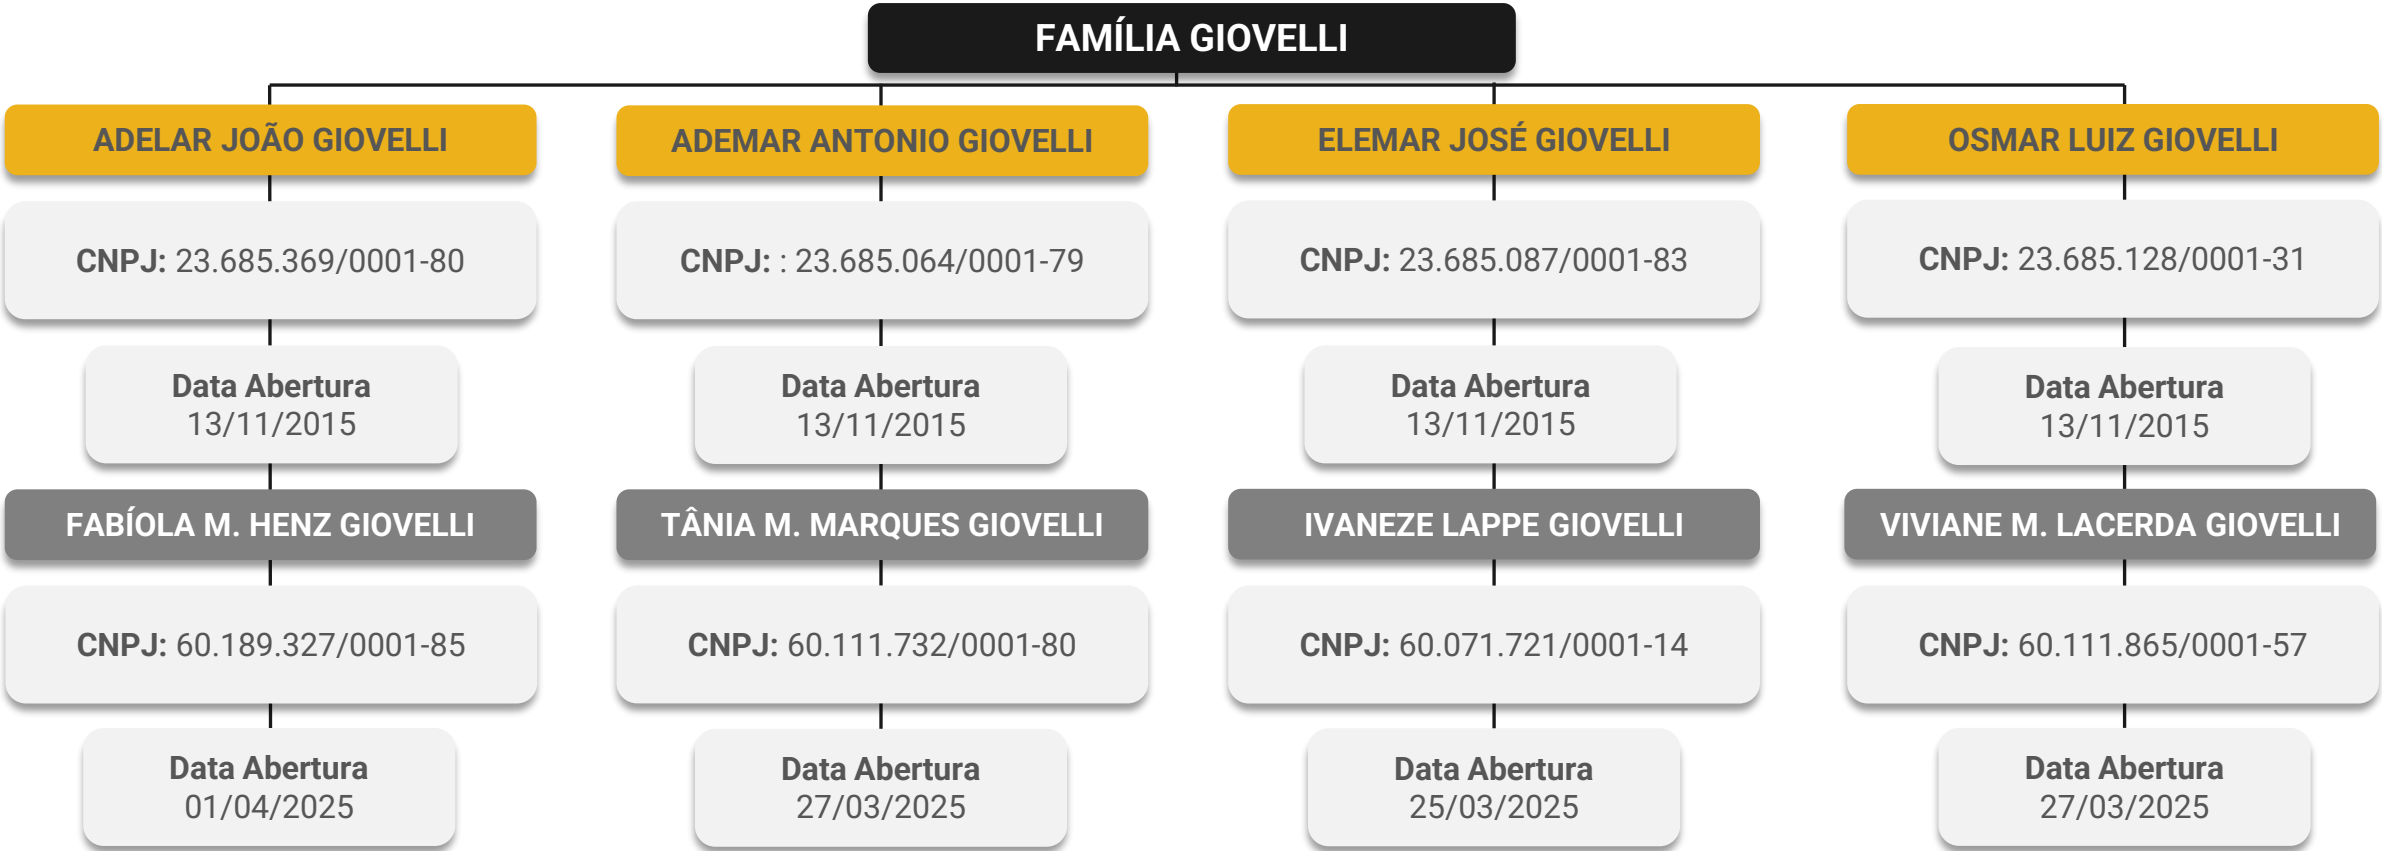 FAMÍLIA GIOVELLI
ADELAR JOÃO GIOVELLI
ADEMAR ANTONIO GIOVELLI
ELEMAR JOSÉ GIOVELLI
OSMAR LUIZ GIOVELLI
CNPJ: 23.685.369/0001-80
CNPJ: : 23.685.064/0001-79
CNPJ: 23.685.087/0001-83
CNPJ: 23.685.128/0001-31
Data Abertura
13/11/2015
Data Abertura
13/11/2015
Data Abertura
13/11/2015
Data Abertura
13/11/2015
FABÍOLA M. HENZ GIOVELLI
TÂNIA M. MARQUES GIOVELLI
IVANEZE LAPPE GIOVELLI
VIVIANE M. LACERDA GIOVELLI
CNPJ: 60.189.327/0001-85
CNPJ: 60.111.732/0001-80
CNPJ: 60.071.721/0001-14
CNPJ: 60.111.865/0001-57
Data Abertura
01/04/2025
Data Abertura
27/03/2025
Data Abertura
25/03/2025
Data Abertura
27/03/2025